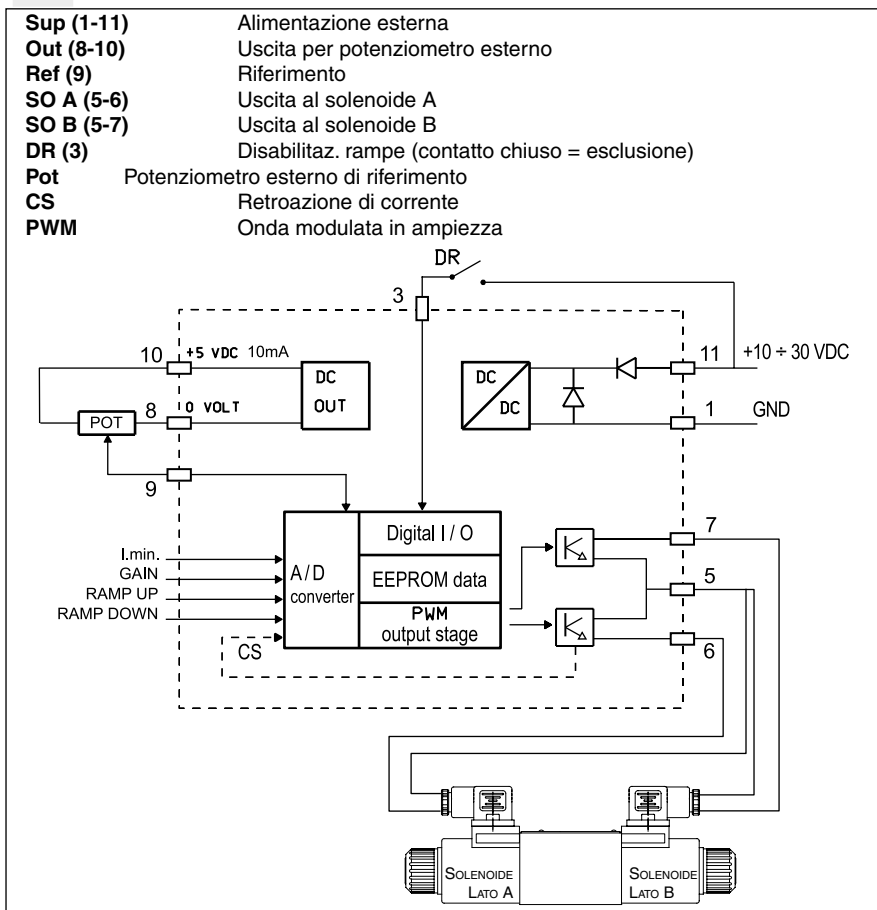 Sup (1-11) Alimentazione esterna
Out (8-10) Uscita per potenziometro esterno
Ref (9) Riferimento
SO A (5-6) Uscita al solenoide A
SO B (5-7) Uscita al solenoide B
DR (3) Disabilitaz. rampe (contatto chiuso = esclusione)
Pot Potenziometro esterno di riferimento
CS Retroazione di corrente
PWM Onda modulata in ampiezza
DR
3
10 +5 VDC 10mA
DC
OUT
DC
DC
11 +10 ÷ 30 VDC
POT
8 0 VOLT
1 GND
9
I.min.
GAIN
RAMP UP
RAMP DOWN
A/D
converter
Digital I / O
EEPROM data
PWM
output stage
CS
7
5
6
SOLENOIDE
LATO A
SOLENOIDE
LATO B